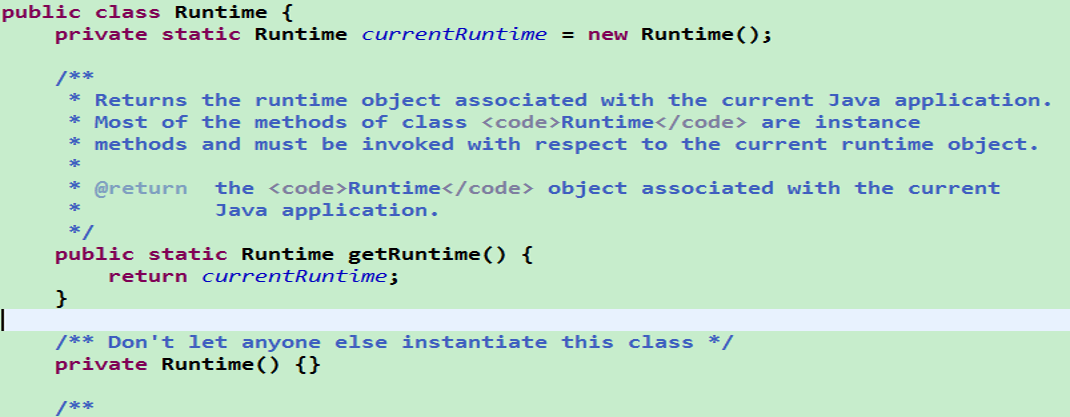 public class Runtime {
    private static Runtime currentRuntime = new Runtime();
    /**
     * Returns the runtime object associated with the current Java application.
     * Most of the methods of class <code>Runtime</code> are instance
     * methods and must be invoked with respect to the current runtime object.
     *
     * @return  the <code>Runtime</code> object associated with the current
     *          Java application.
     */
    public static Runtime getRuntime() {
        return currentRuntime;
    }
    /** Don't let anyone else instantiate this class */
    private Runtime() {}
    /**